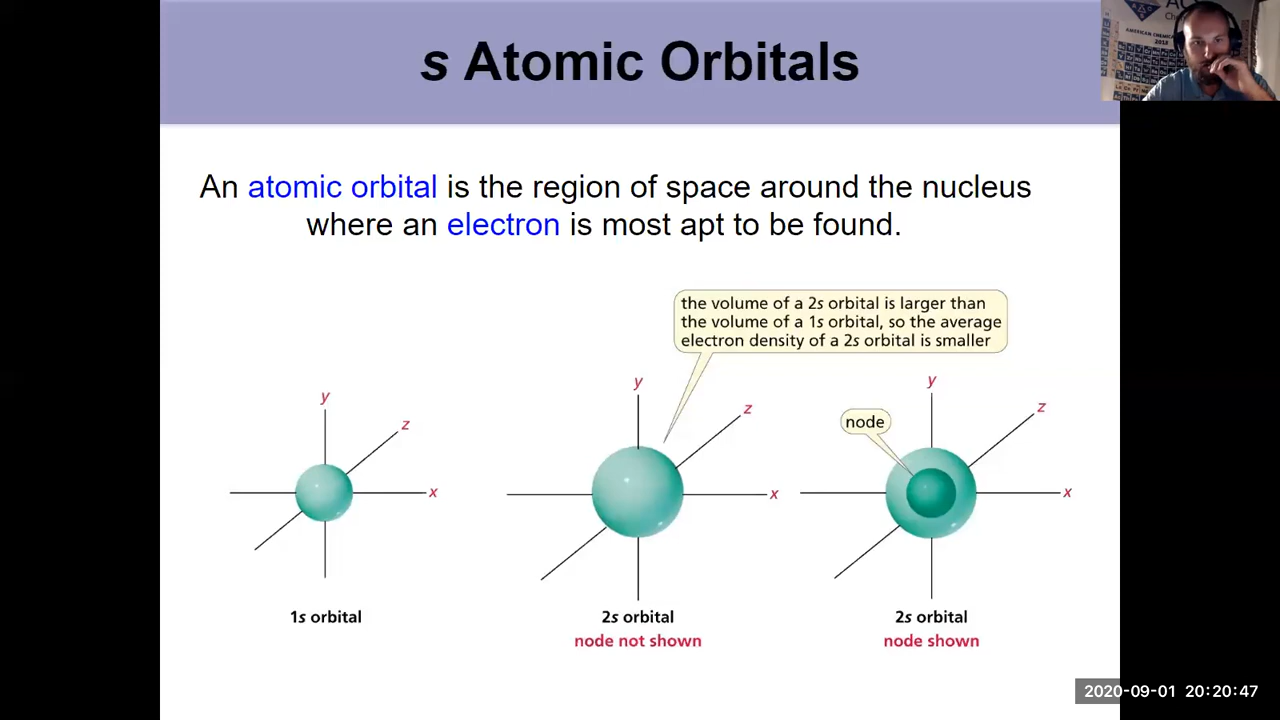 s Atomic Orbitals
AMERICAN CHEMICA
2012
An atomic orbital is the region of space around the nucleus
where an electron is most apt to be found.
the volume of a 2s orbital is larger than
the volume of a 1s orbital, so the average
electron density of a 2s orbital is smaller
y
z
x
1s orbital
y
z
x
2s orbital
node not shown
node
y
z
x
2s orbital
node shown
2020-09-01 20:20:47